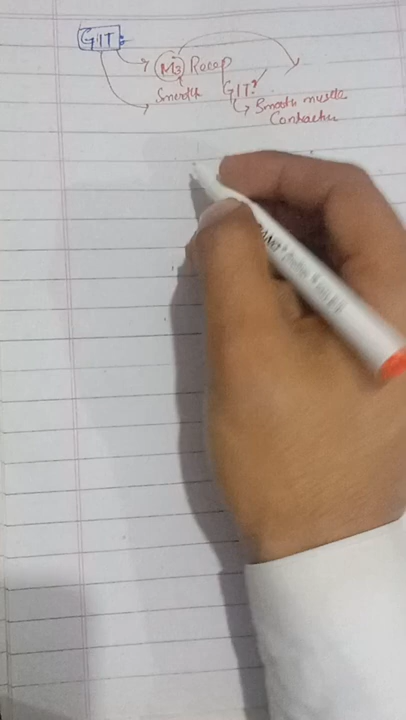 GIT
M3 Recep
Smooth
GIT?
Smooth muscle
Contraction